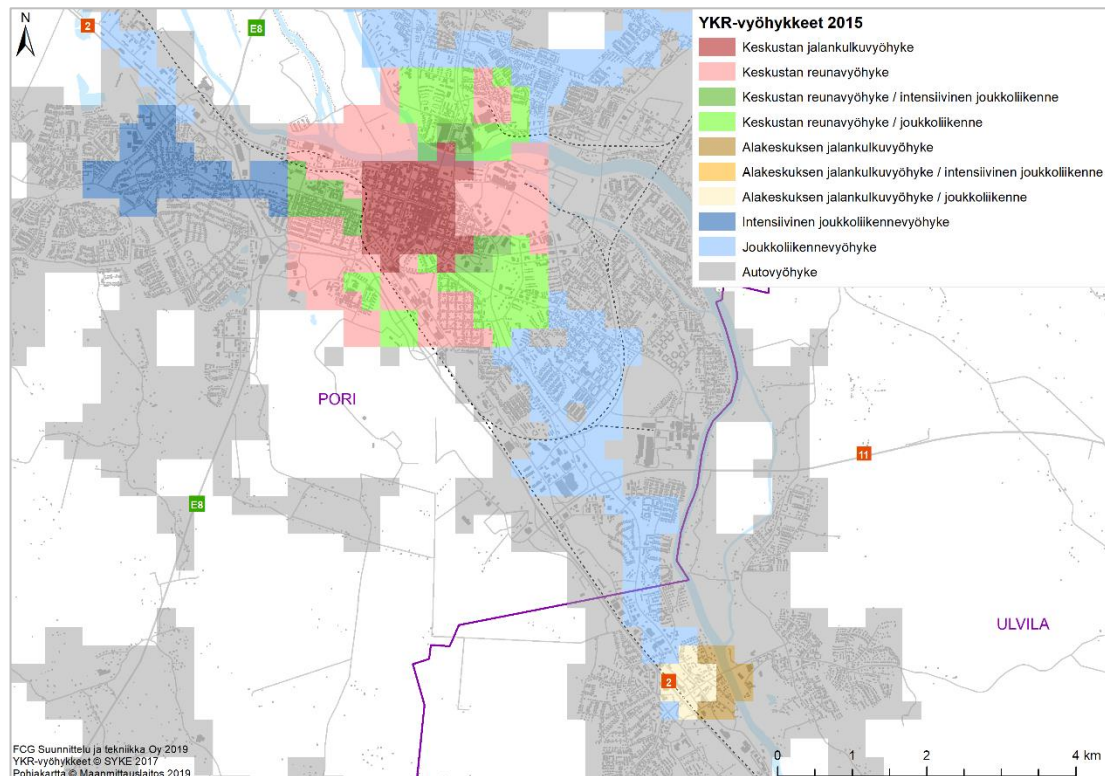 2
E8
N
YKR-vyöhykkeet 2015
Keskustan jalankulkuvyöhyke
Keskustan reunavyöhyke
Keskustan reunavyöhyke / intensiivinen joukkoliikenne
Keskustan reunavyöhyke / joukkoliikenne
Alakeskuksen jalankulkuvyöhyke
Alakeskuksen jalankulkuvyöhyke / intensiivinen joukkoliikenne
Alakeskuksen jalankulkuvyöhyke / joukkoliikenne
Intensiivinen joukkoliikennevyöhyke
Joukkoliikennevyöhyke
Autovyöhyke
PORI
11
E8
ULVILA
2
FCG Suunnittelu ja tekniikka Oy 2019
YKR-vyöhykkeet © SYKE 2017
Pohjakartta © Maanmittauslaitos 2019
0 1 2 4 km